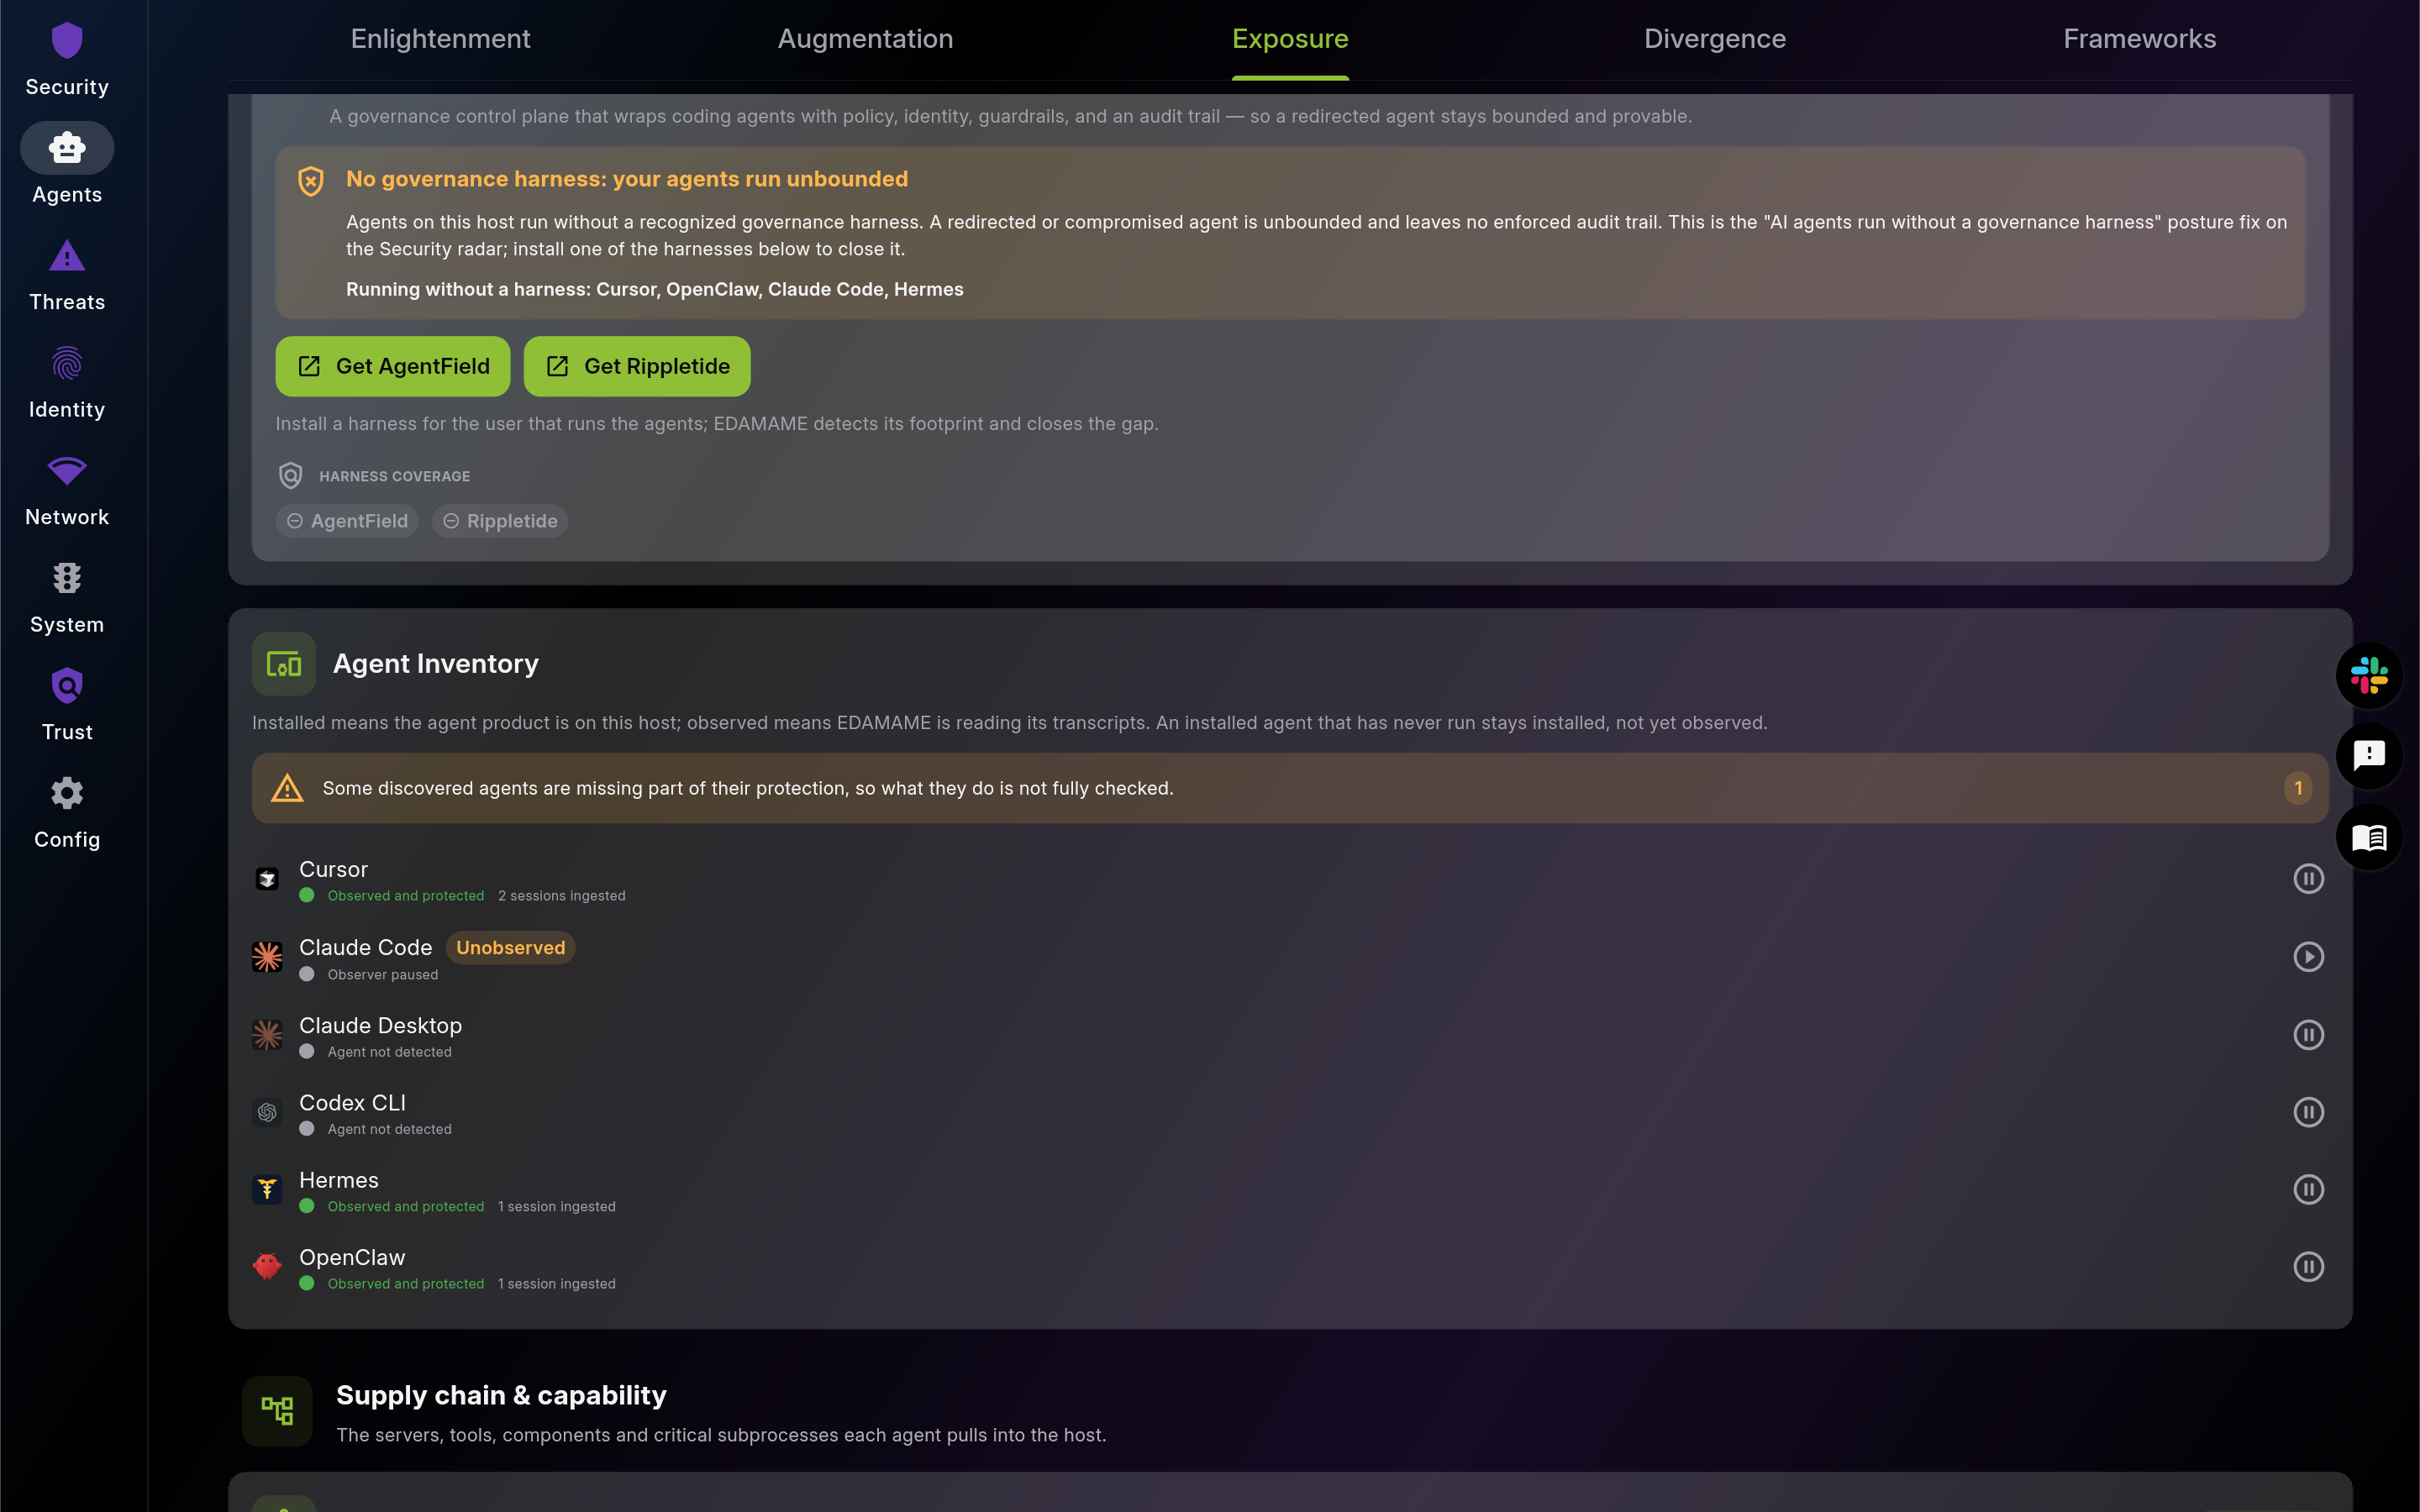 Security
Agents
Threats
Identity
Network
System
Trust
Config
Enlightenment
Augmentation
Exposure
Divergence
Frameworks
A governance control plane that wraps coding agents with policy, identity, guardrails, and an audit trail — so a redirected agent stays bounded and provable.
No governance harness: your agents run unbounded
Agents on this host run without a recognized governance harness. A redirected or compromised agent is unbounded and leaves no enforced audit trail. This is the "AI agents run without a governance harness" posture fix on
the Security radar; install one of the harnesses below to close it.
Running without a harness: Cursor, OpenClaw, Claude Code, Hermes
Get AgentField
Get Rippletide
Install a harness for the user that runs the agents; EDAMAME detects its footprint and closes the gap.
HARNESS COVERAGE
AgentField
Rippletide
Agent Inventory
Installed means the agent product is on this host; observed means EDAMAME is reading its transcripts. An installed agent that has never run stays installed, not yet observed.
Some discovered agents are missing part of their protection, so what they do is not fully checked.
1
Cursor
Observed and protected 2 sessions ingested
Claude Code Unobserved
Observer paused
Claude Desktop
Agent not detected
Codex CLI
Agent not detected
Hermes
Observed and protected 1 session ingested
OpenClaw
Observed and protected 1 session ingested
Supply chain & capability
The servers, tools, components and critical subprocesses each agent pulls into the host.